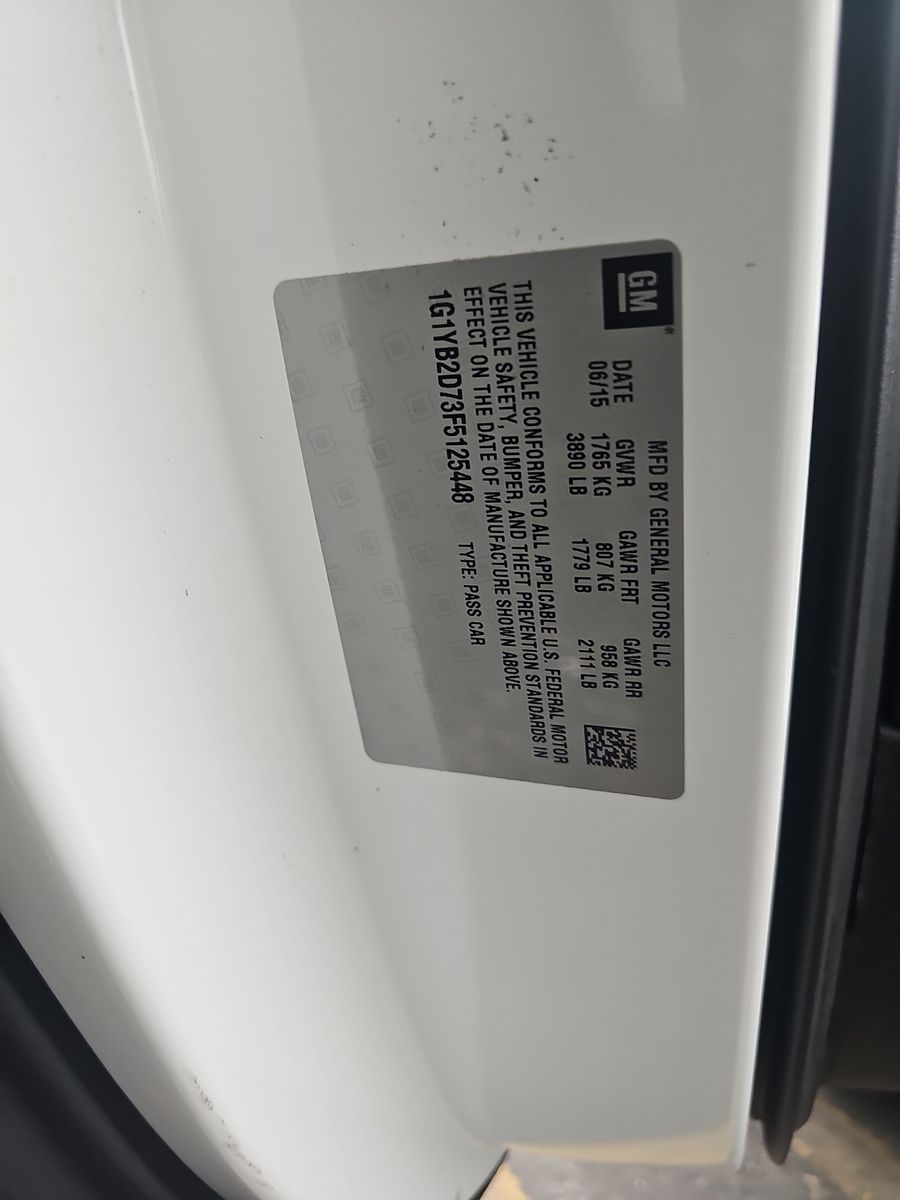 GM
MFD BY GENERAL MOTORS LLC
DATE GVWR GAWR FRT GAWR RR
06/15 1765 KG 807 KG 958 KG
3890 LB 1779 LB 2111 LB
THIS VEHICLE CONFORMS TO ALL APPLICABLE U.S. FEDERAL MOTOR
VEHICLE SAFETY, BUMPER, AND THEFT PREVENTION STANDARDS IN
EFFECT ON THE DATE OF MANUFACTURE SHOWN ABOVE.
1G1YB2D73F5125448 TYPE: PASS CAR